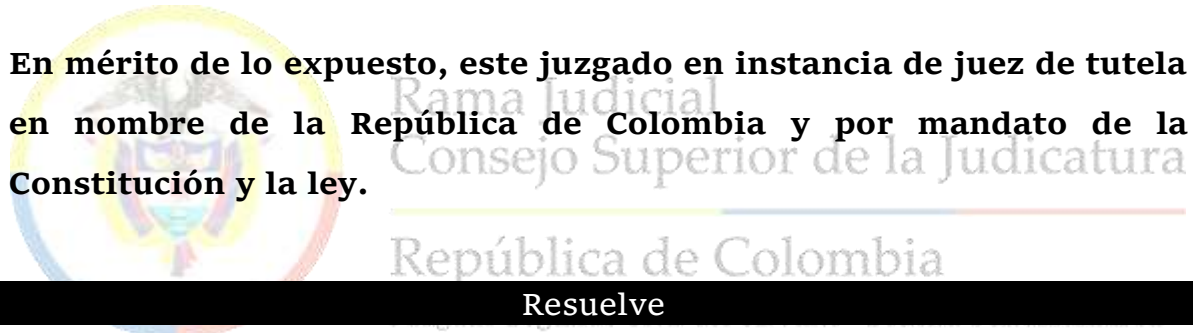 En mérito de lo expuesto, este juzgado en instancia de juez de tutela
Rama Judicial
en nombre de la República de Colombia y por mandato de la
Consejo Superior de la Judicatura
Constitución y la ley.
República de Colombia
Resuelve